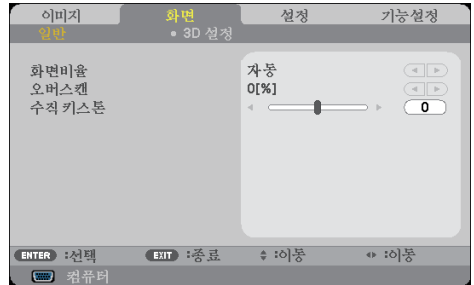 이미지 화면 설정 기능설정
일반 • 3D 설정
화면비율 자동
오버스캔 0[%]
수직 키스톤 0
ENTER :선택 EXIT :종료 :이동 :이동
컴퓨터